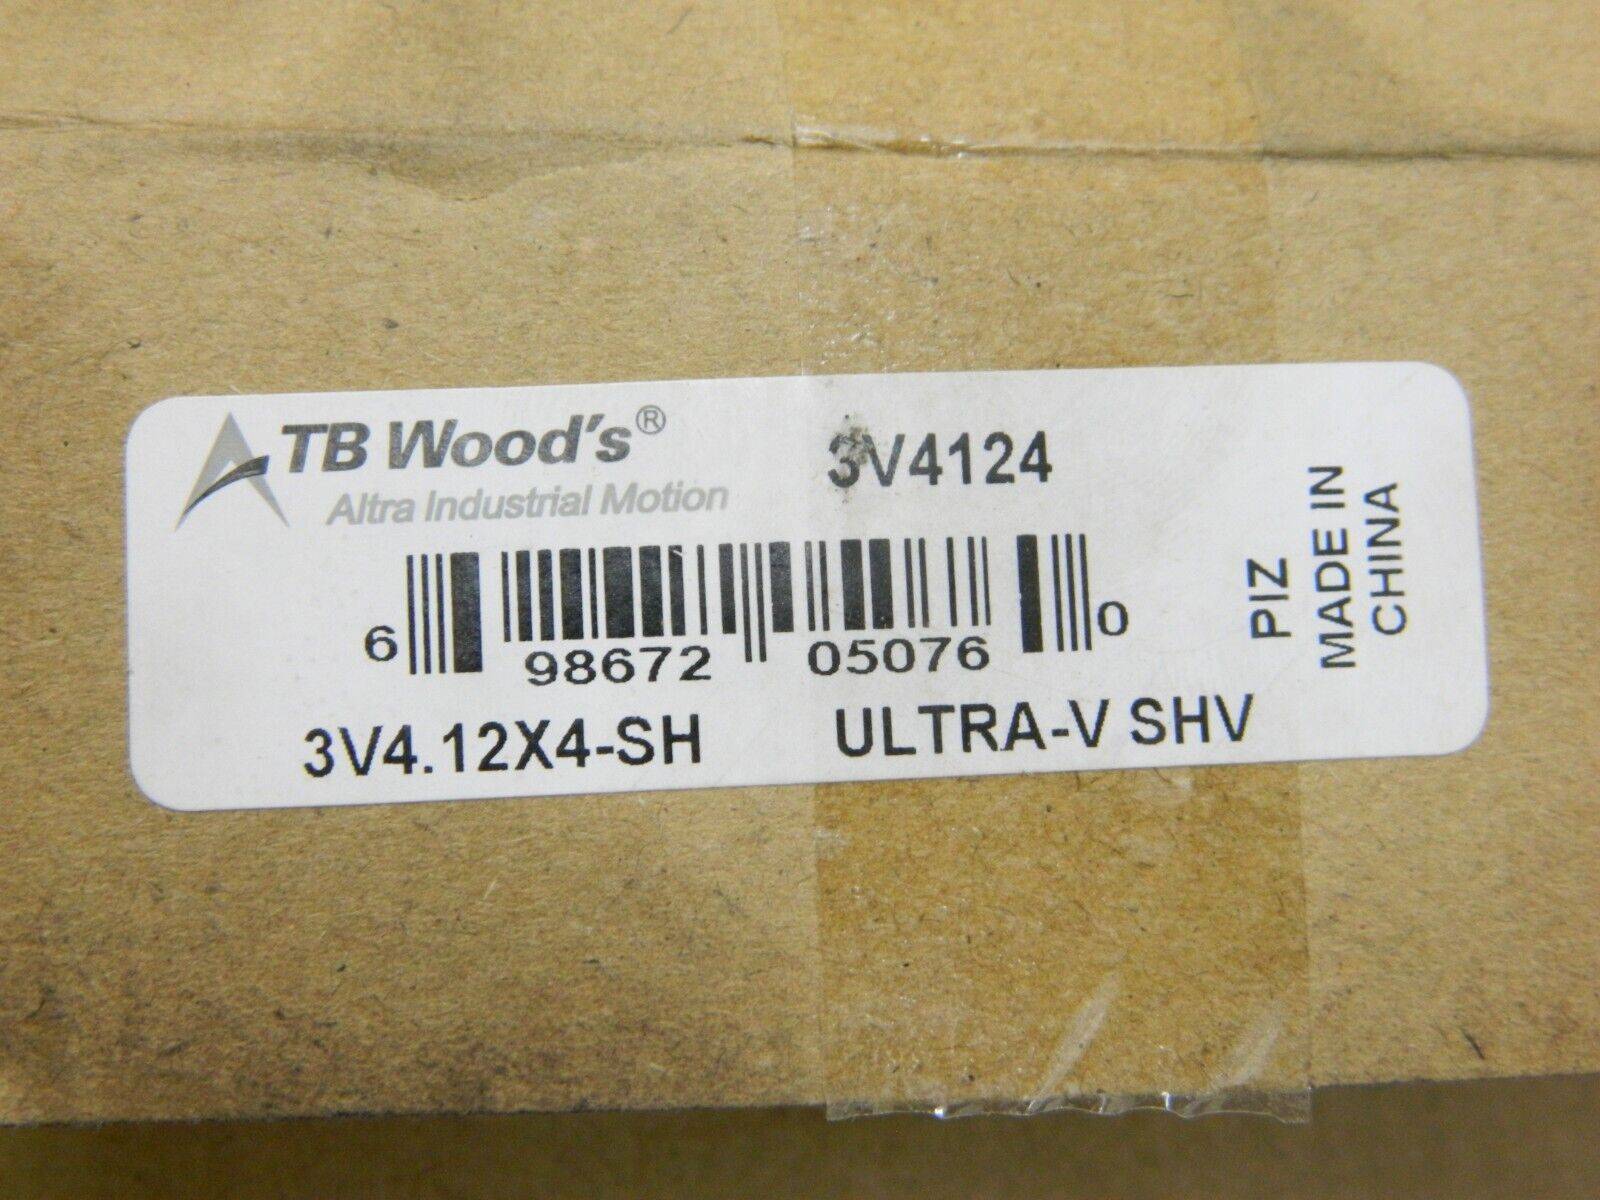 TB Wood's®
Altra Industrial Motion
3V4124
6 98672 05076 0
3V4.12X4-SH
ULTRA-V SHV
PIZ
MADE IN
CHINA